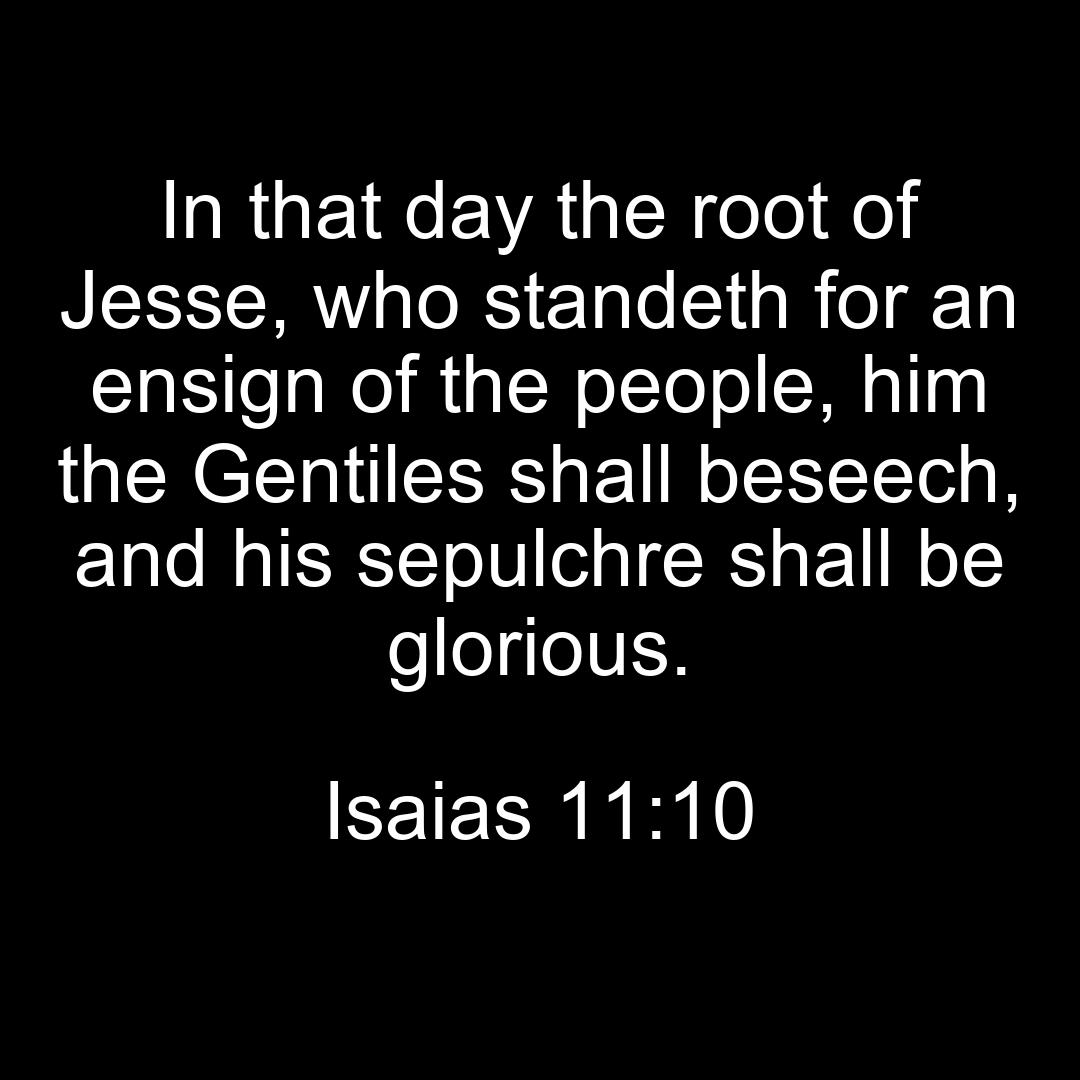 In that day the root of
Jesse, who standeth for an
ensign of the people, him
the Gentiles shall beseech,
and his sepulchre shall be
glorious.
Isaias 11:10